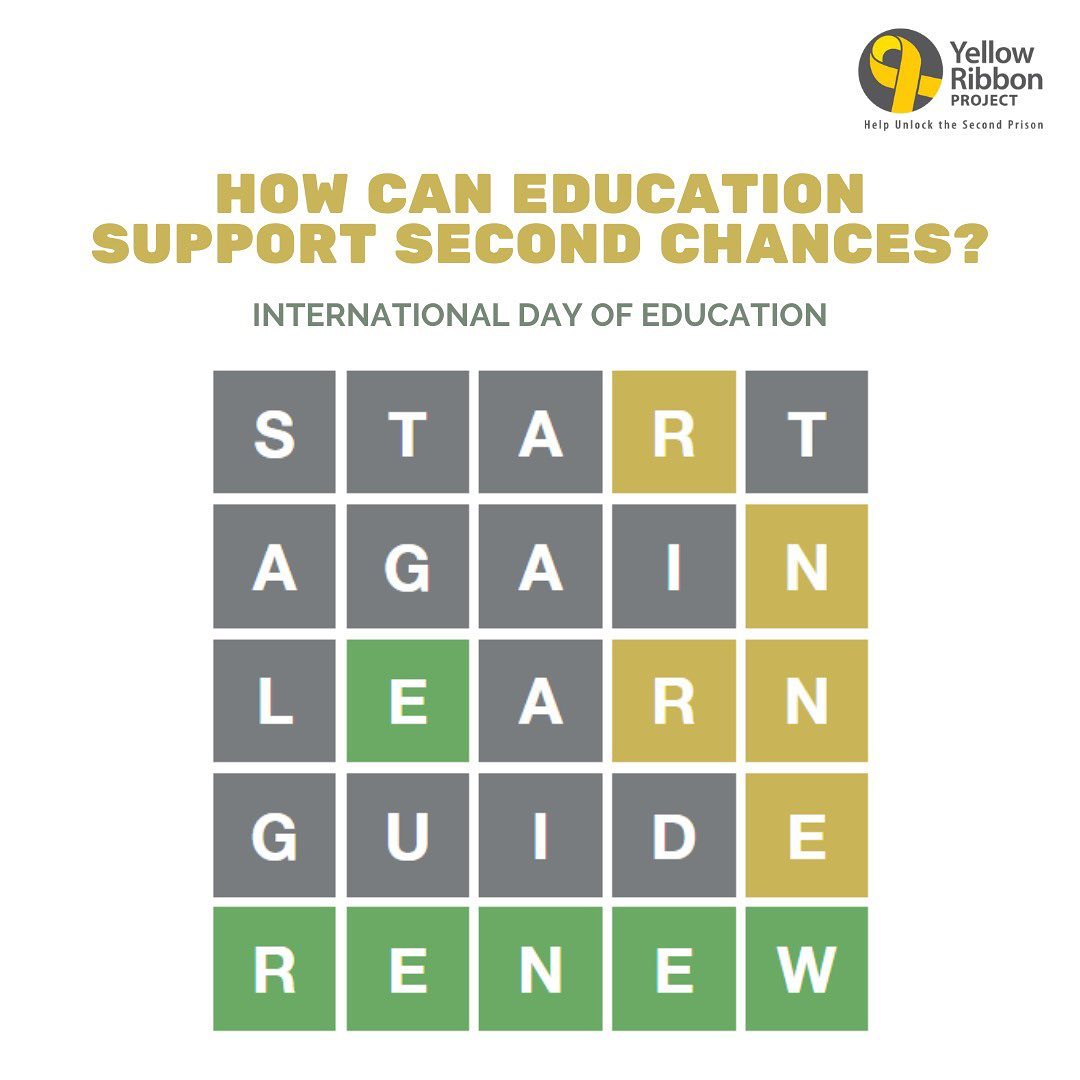 Yellow
Ribbon
PROJECT
Help Unlock the Second Prison
HOW CAN EDUCATION
SUPPORT SECOND CHANCES?
INTERNATIONAL DAY OF EDUCATION
S T A R T
A G A I N
L E A R N
G U I D E
R E N E W